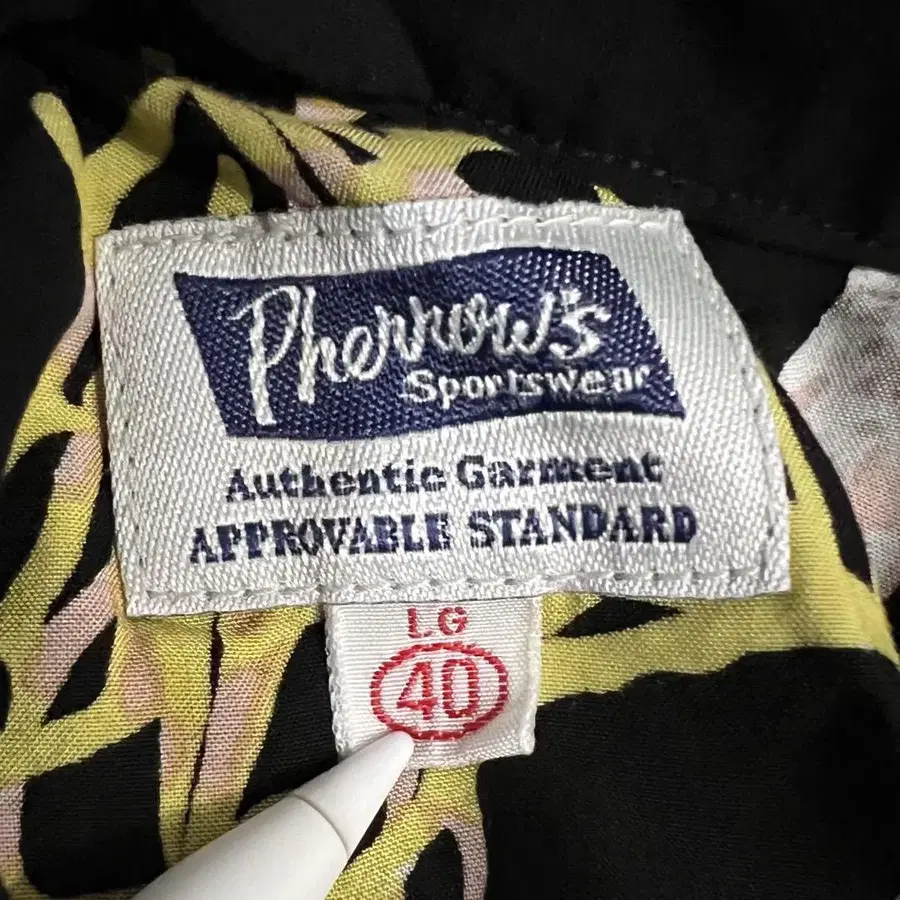 Pherrow's
Sportswear
Authentic Garment
APPROVABLE STANDARD
LG
40